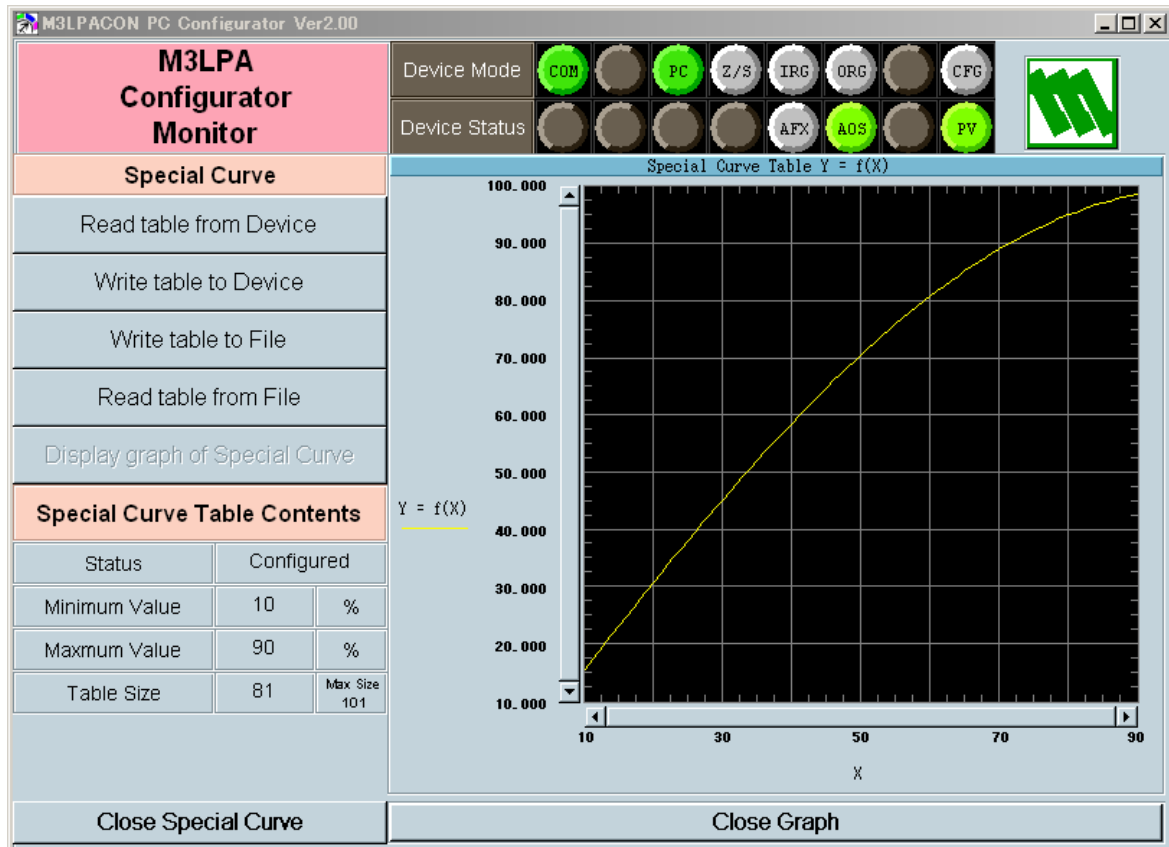 M3LPACON PC Configurator Ver2.00
M3LPA
Configurator
Monitor
Device Mode
COM
PC
Z/S
IRG
ORG
CFG
Device Status
AFX
AOS
PV
Special Curve
Read table from Device
Write table to Device
Write table to File
Read table from File
Display graph of Special Curve
Special Curve Table Contents
Status
Configured
Minimum Value
10
%
Maxmum Value
90
%
Table Size
81
Max Size
101
Close Special Curve
Special Curve Table Y = f(X)
100.000
90.000
80.000
70.000
60.000
50.000
Y = f(X)
40.000
30.000
20.000
10.000
10
30
50
70
90
X
Close Graph